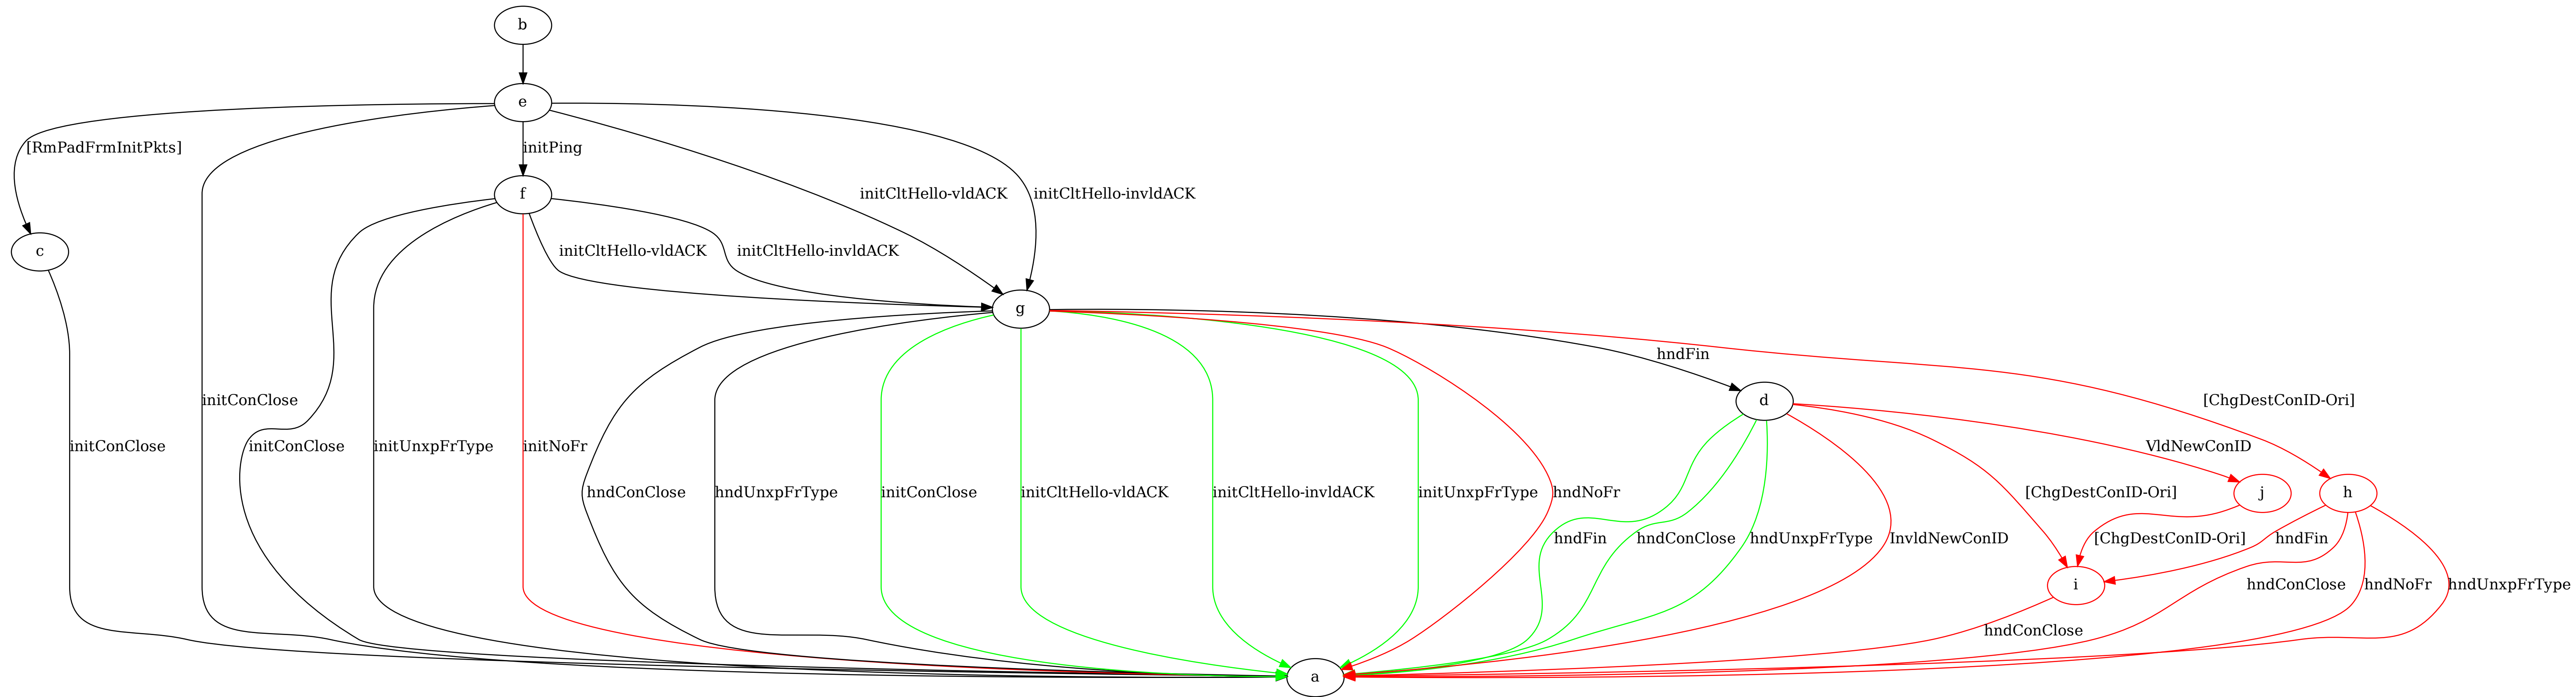 b
e
[RmPadFrmInitPkts]
initPing
f
initCltHello-vldACK
initCltHello-invldACK
c
initCltHello-vldACK
initCltHello-invldACK
g
hndFin
initConClose
d
[ChgDestConID-Ori]
initConClose
initConClose
initUnxpFrType
initNoFr
VldNewConID
hndConClose
hndUnxpFrType
initConClose
initCltHello-vldACK
initCltHello-invldACK
initUnxpFrType
hndNoFr
[ChgDestConID-Ori]
j
h
hndFin
hndConClose
hndUnxpFrType
InvldNewConID
[ChgDestConID-Ori]
hndFin
i
hndConClose
hndNoFr
hndUnxpFrType
hndConClose
a